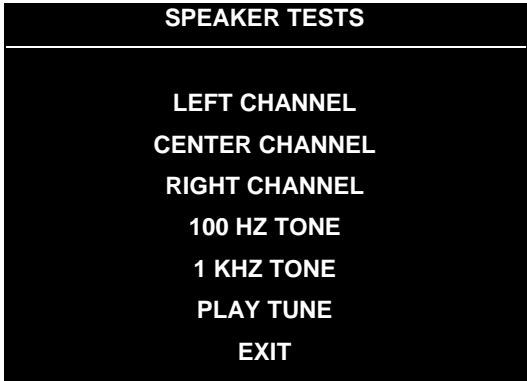 SPEAKER TESTS
LEFT CHANNEL
CENTER CHANNEL
RIGHT CHANNEL
100 HZ TONE
1 KHZ TONE
PLAY TUNE
EXIT